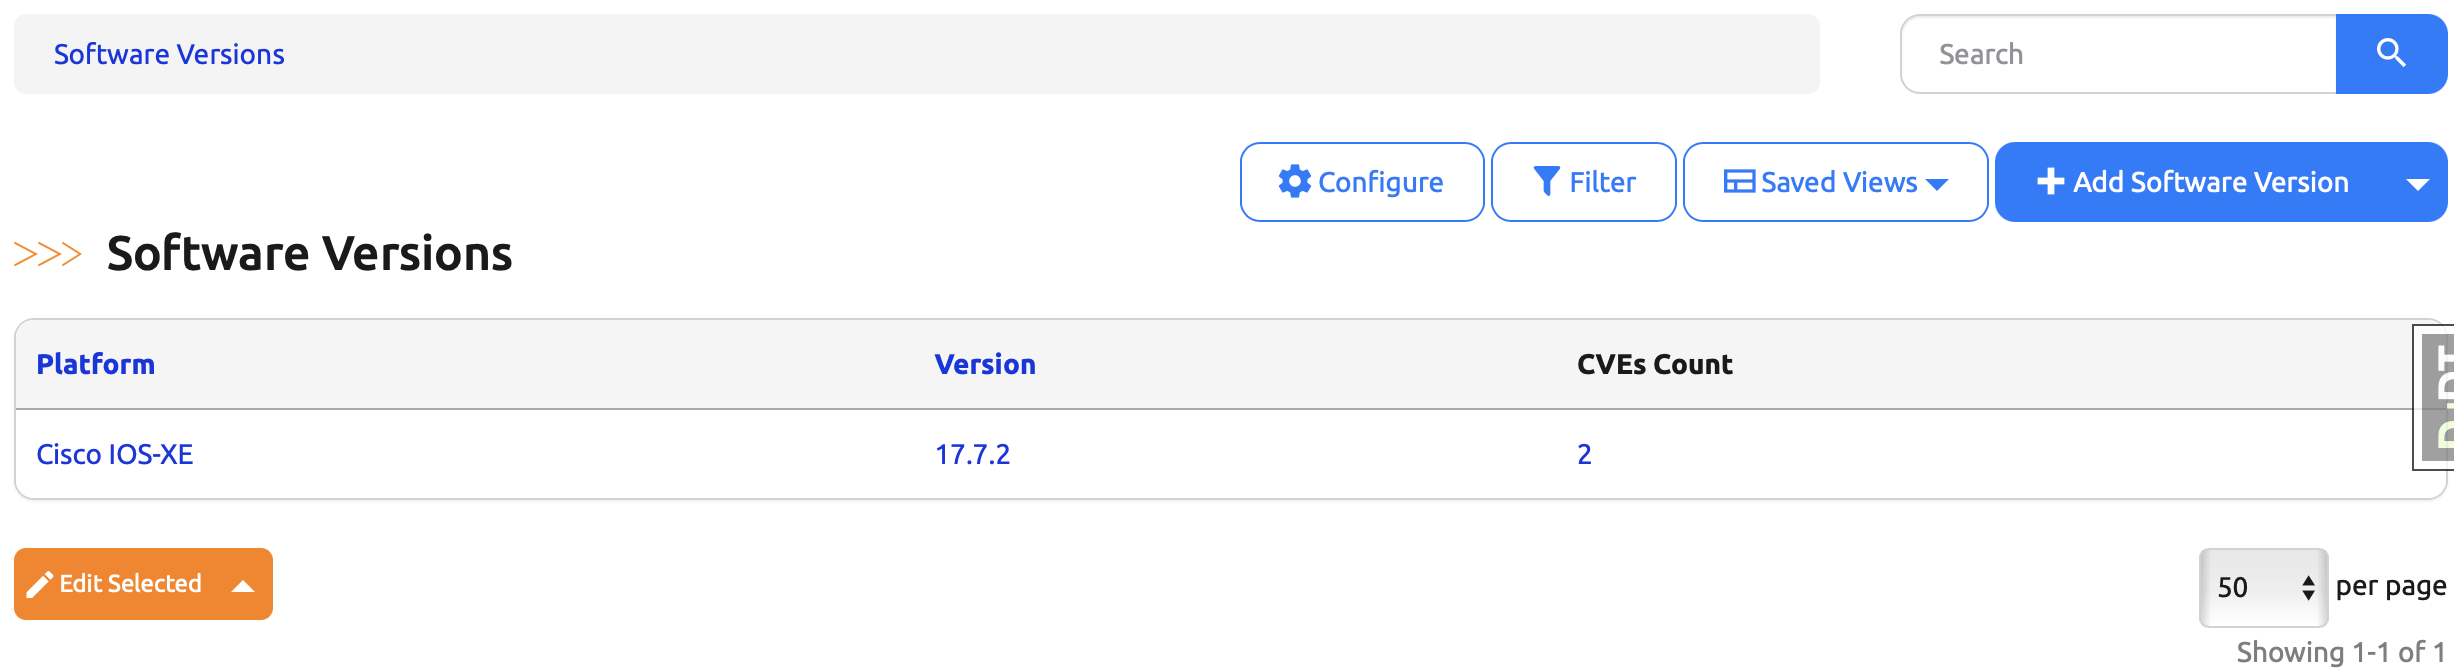 Software Versions
Search
Configure
Filter
Saved Views
Add Software Version
>>> Software Versions
Platform Version CVEs Count
Cisco IOS-XE 17.7.2 2
Edit Selected
50 per page
Showing 1-1 of 1